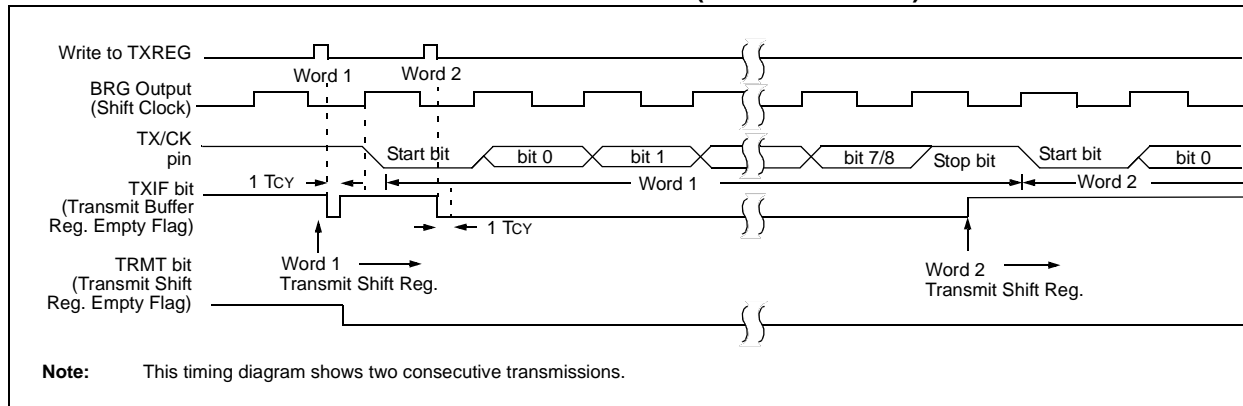 Write to TXREG
Word 1
Word 2
BRG Output
(Shift Clock)
TX/CK
pin
Start bit
bit 0
bit 1
bit 7/8
Stop bit
Start bit
bit 0
1 TCY
Word 1
Word 2
TXIF bit
(Transmit Buffer
Reg. Empty Flag)
1 TCY
TRMT bit
(Transmit Shift
Reg. Empty Flag)
Word 1
Transmit Shift Reg.
Word 2
Transmit Shift Reg.
Note: This timing diagram shows two consecutive transmissions.